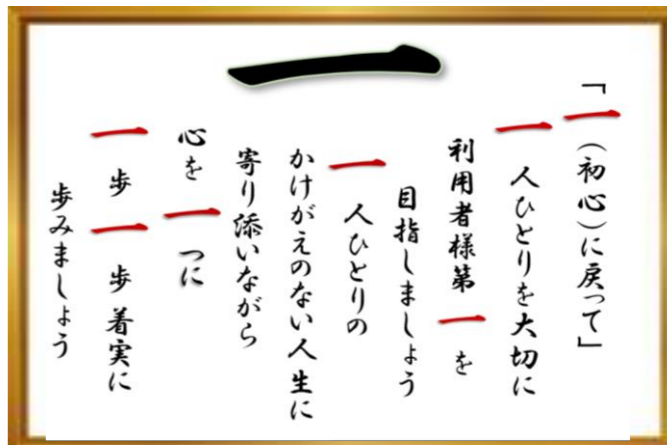 一
「一(初心)に戻って」
一人ひとりを大切に
利用者様第一を
目指しましょう
一人ひとりの
かけがえのない人生に
寄り添いながら
心を一つに
一歩一歩着実に
歩みましょう